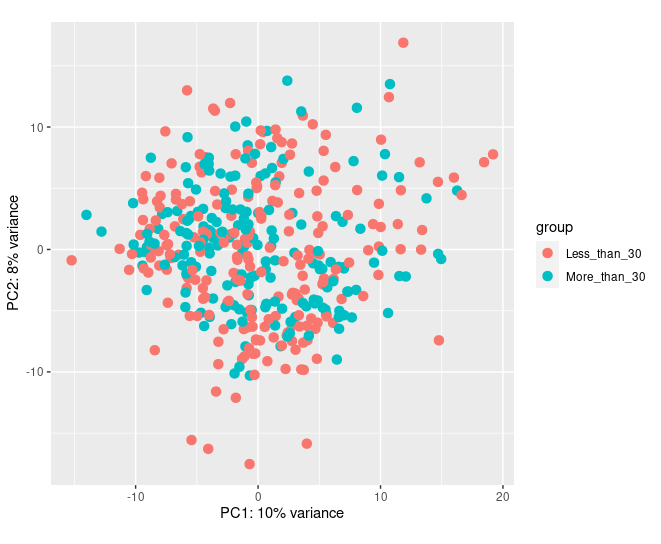 10
0
-10
PC2: 8% variance
-10
0
10
20
PC1: 10% variance
group
Less_than_30
More_than_30